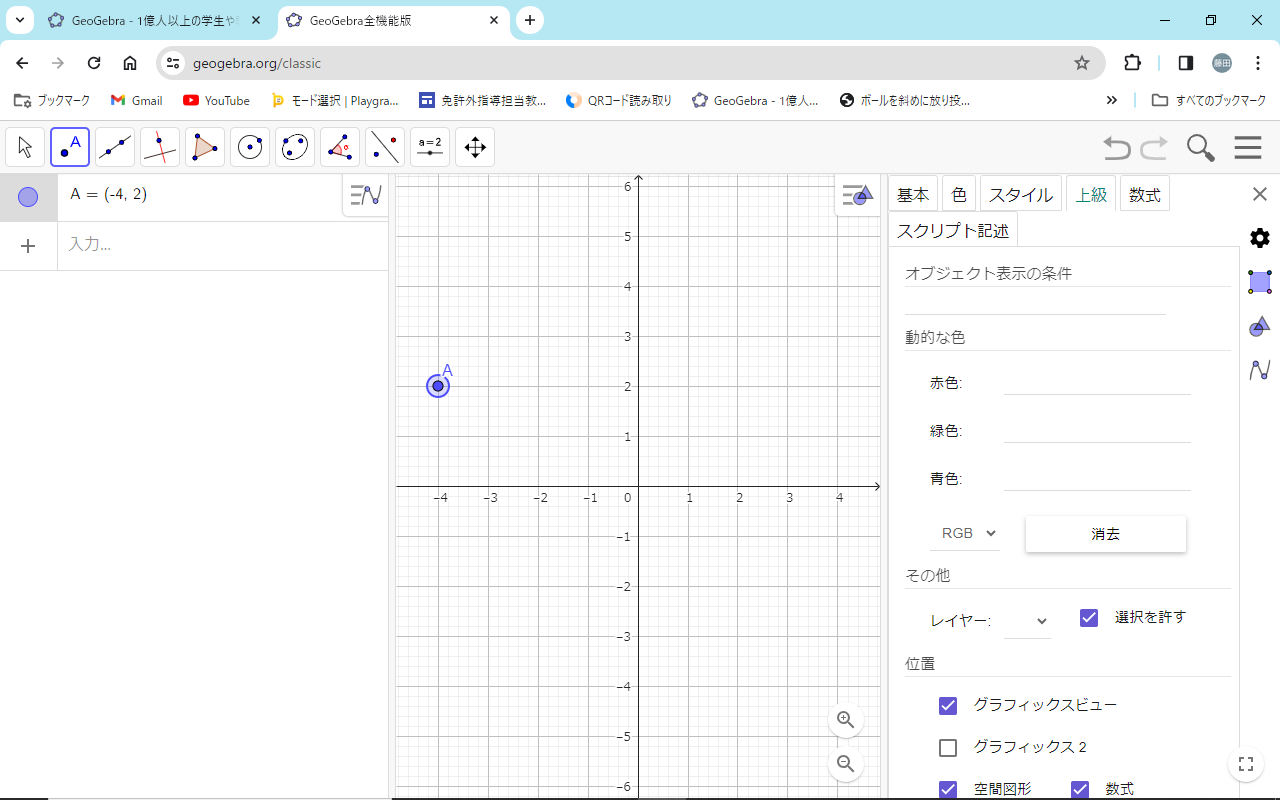 GeoGebra - 1億人以上の学生や
GeoGebra全機能版
geogebra.org/classic
藤田
ブックマーク
Gmail
YouTube
モード選択 | Playgra...
免許外指導担当教...
QRコード読み取り
GeoGebra - 1億人...
ボールを斜めに放り投...
すべてのブックマーク
A
a=2
A = (-4, 2)
入力...
基本
色
スタイル
上級
数式
スクリプト記述
オブジェクト表示の条件
動的な色
赤色:
緑色:
青色:
RGB
消去
その他
レイヤー:
選択を許す
位置
グラフィックスビュー
グラフィックス 2
空間図形
数式
A
6
5
4
3
2
1
−4
−3
−2
−1
0
1
2
3
4
−1
−2
−3
−4
−5
−6